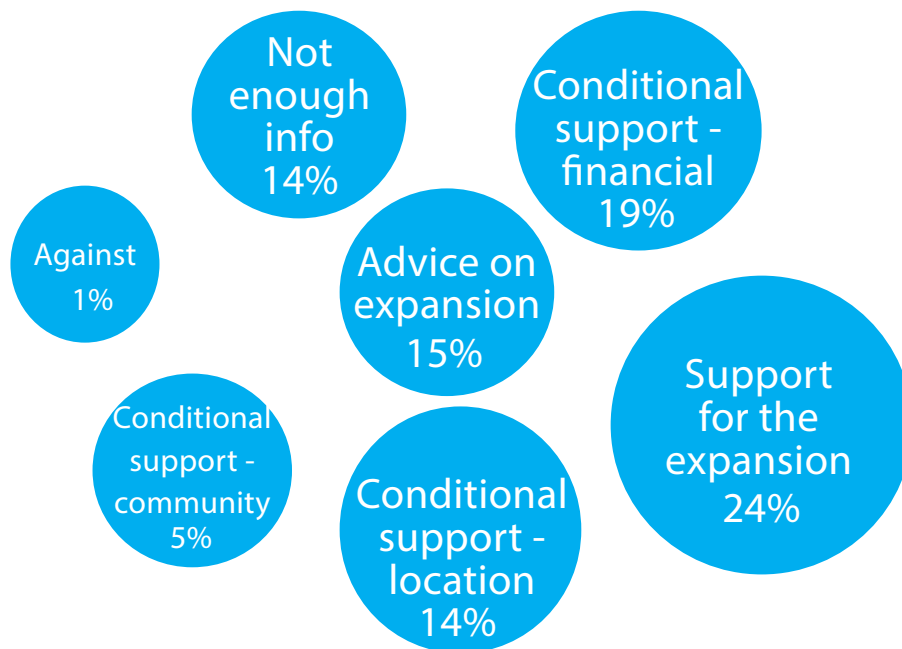 Not
enough
info
14%
Conditional
support -
financial
19%
Against
1%
Advice on
expansion
15%
Support
for the
expansion
24%
Conditional
support -
community
5%
Conditional
support -
location
14%